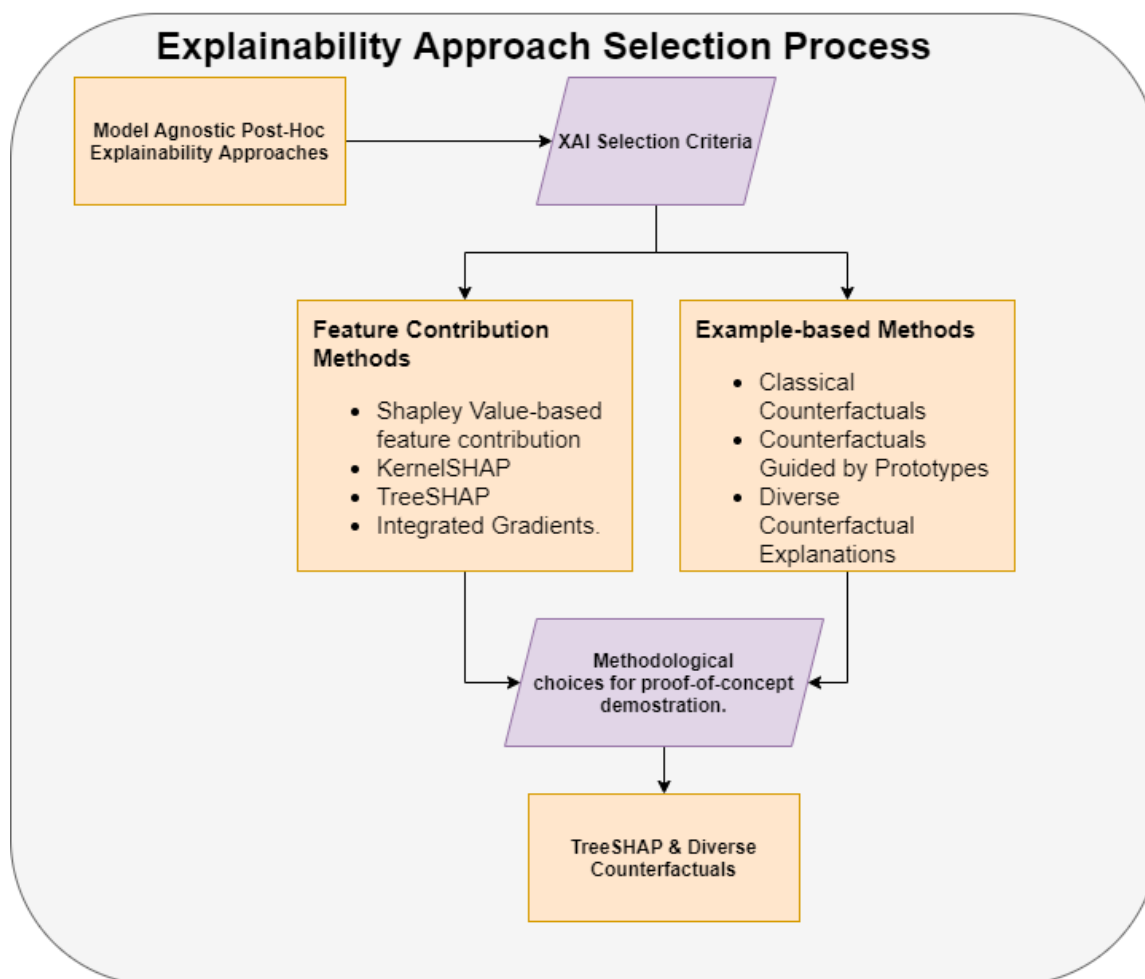 Explainability Approach Selection Process
Model Agnostic Post-Hoc
Explainability Approaches
XAI Selection Criteria
Feature Contribution
Methods
• Shapley Value-based
feature contribution
• KernelSHAP
• TreeSHAP
• Integrated Gradients.
Example-based Methods
• Classical
Counterfactuals
• Counterfactuals
Guided by Prototypes
• Diverse
Counterfactual
Explanations
Methodological
choices for proof-of-concept
demostration.
TreeSHAP & Diverse
Counterfactuals